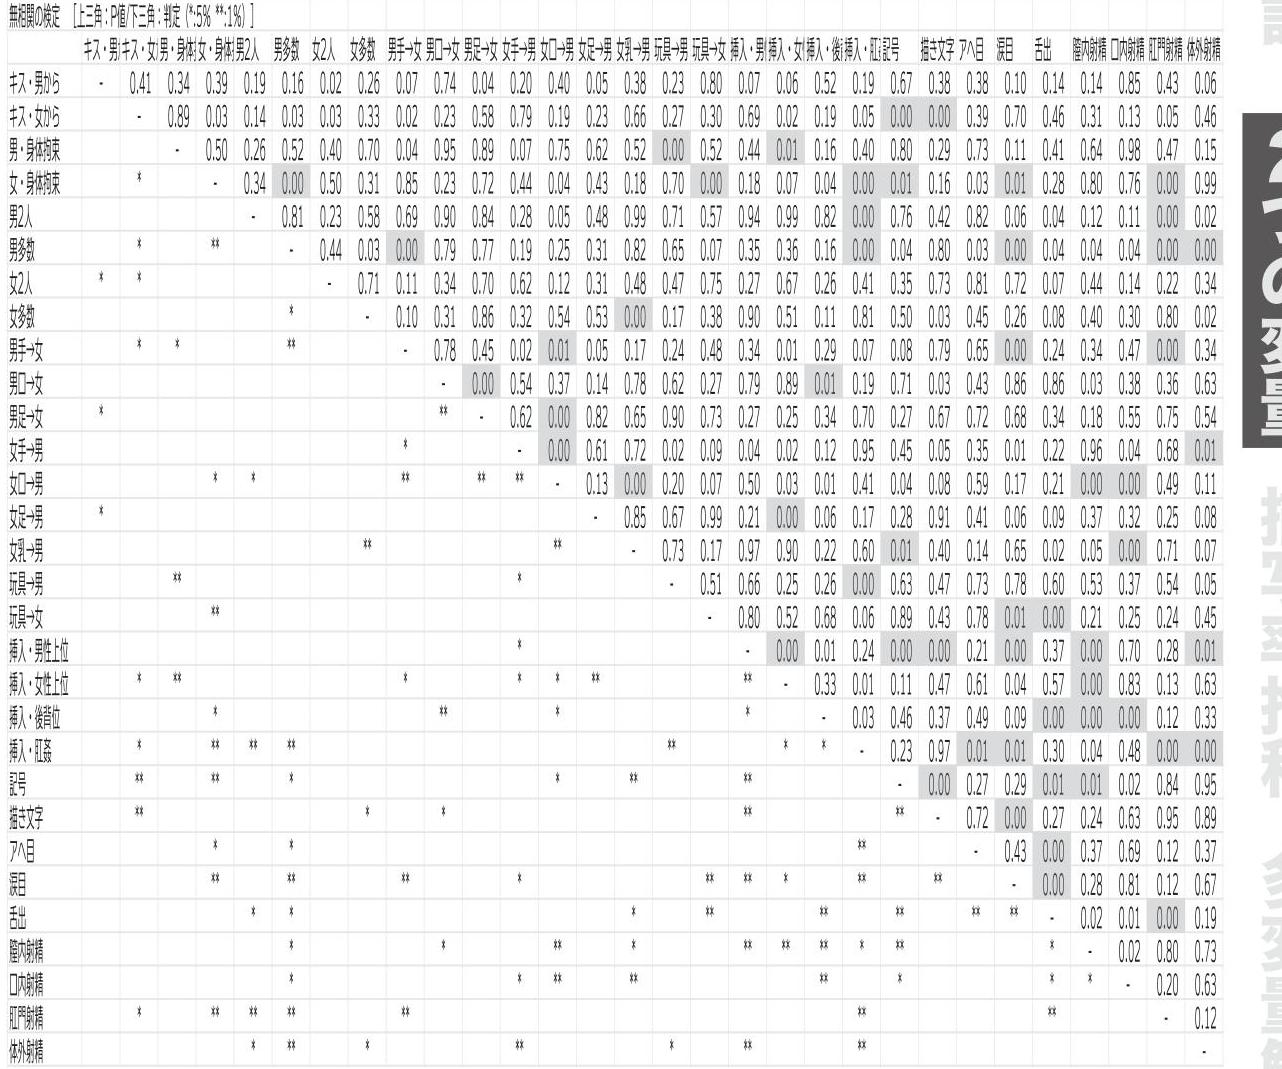 無相関の検定 [上三角:P値/下三角:判定(*:5% **:1%)]
キス・男 キス・女 男・身体 女・身体 男2人 男多数 女2人 女多数 男手→女 男口→女 男足→女 女手→男 女口→男 女足→男 女乳→男 玩具→男 玩具→女 挿入・男 挿入・女 挿入・後 挿入・肛 記号 描き文字 アヘ目 涙目 舌出 膣内射精 口内射精 肛門射精 体外射精
キス・男から - 0.41 0.34 0.39 0.19 0.16 0.02 0.26 0.07 0.74 0.04 0.20 0.40 0.05 0.38 0.23 0.80 0.07 0.06 0.52 0.19 0.67 0.38 0.38 0.10 0.14 0.14 0.85 0.43 0.06
キス・女から - 0.89 0.03 0.14 0.03 0.03 0.33 0.02 0.23 0.58 0.79 0.19 0.23 0.66 0.27 0.30 0.69 0.02 0.19 0.05 0.00 0.00 0.39 0.70 0.46 0.31 0.13 0.05 0.46
男・身体拘束 - 0.50 0.26 0.52 0.40 0.70 0.04 0.95 0.89 0.07 0.75 0.62 0.52 0.00 0.52 0.44 0.01 0.16 0.40 0.80 0.29 0.73 0.11 0.41 0.64 0.98 0.47 0.15
女・身体拘束 * - 0.34 0.00 0.50 0.31 0.85 0.23 0.72 0.44 0.04 0.43 0.18 0.70 0.00 0.18 0.07 0.04 0.00 0.01 0.16 0.03 0.01 0.28 0.80 0.76 0.00 0.99
男2人 - 0.81 0.23 0.58 0.69 0.90 0.84 0.28 0.05 0.48 0.99 0.71 0.57 0.94 0.99 0.82 0.00 0.76 0.42 0.82 0.06 0.04 0.12 0.11 0.00 0.02
男多数 * ** - 0.44 0.03 0.00 0.79 0.77 0.19 0.25 0.31 0.82 0.65 0.07 0.35 0.36 0.16 0.00 0.04 0.80 0.03 0.00 0.04 0.04 0.04 0.00 0.00
女2人 * * - 0.71 0.11 0.34 0.70 0.62 0.12 0.31 0.48 0.47 0.75 0.27 0.67 0.26 0.41 0.35 0.73 0.81 0.72 0.07 0.44 0.14 0.22 0.34
女多数 * - 0.10 0.31 0.86 0.32 0.54 0.53 0.00 0.17 0.38 0.90 0.51 0.11 0.81 0.50 0.03 0.45 0.26 0.08 0.40 0.30 0.80 0.02
男手→女 * * ** - 0.78 0.45 0.02 0.01 0.05 0.17 0.24 0.48 0.34 0.01 0.29 0.07 0.08 0.79 0.65 0.00 0.24 0.34 0.47 0.00 0.34
男口→女 - 0.00 0.54 0.37 0.14 0.78 0.62 0.27 0.79 0.89 0.01 0.19 0.71 0.03 0.43 0.86 0.86 0.03 0.38 0.36 0.63
男足→女 * ** - 0.62 0.00 0.82 0.65 0.90 0.73 0.27 0.25 0.34 0.70 0.27 0.67 0.72 0.68 0.34 0.18 0.55 0.75 0.54
女手→男 * - 0.00 0.61 0.72 0.02 0.09 0.04 0.02 0.12 0.95 0.45 0.05 0.35 0.01 0.22 0.96 0.04 0.68 0.01
女口→男 * * ** ** ** - 0.13 0.00 0.20 0.07 0.50 0.03 0.01 0.41 0.04 0.08 0.59 0.17 0.21 0.00 0.00 0.49 0.11
女足→男 * - 0.85 0.67 0.99 0.21 0.00 0.06 0.17 0.28 0.91 0.41 0.06 0.09 0.37 0.32 0.25 0.08
女乳→男 ** ** - 0.73 0.17 0.97 0.90 0.22 0.60 0.01 0.40 0.14 0.65 0.02 0.05 0.00 0.71 0.07
玩具→男 ** * - 0.51 0.66 0.25 0.26 0.00 0.63 0.47 0.73 0.78 0.60 0.53 0.37 0.54 0.05
玩具→女 ** - 0.80 0.52 0.68 0.06 0.89 0.43 0.78 0.01 0.00 0.21 0.25 0.24 0.45
挿入・男性上位 * - 0.00 0.01 0.24 0.00 0.00 0.21 0.00 0.37 0.00 0.70 0.28 0.01
挿入・女性上位 * ** * * * ** ** - 0.33 0.01 0.11 0.47 0.61 0.04 0.57 0.00 0.83 0.13 0.63
挿入・後背位 * ** * * - 0.03 0.46 0.37 0.49 0.09 0.00 0.00 0.00 0.12 0.33
挿入・肛姦 * ** ** ** ** * * - 0.23 0.97 0.01 0.01 0.30 0.04 0.48 0.00 0.00
記号 ** ** * * ** ** - 0.00 0.27 0.29 0.01 0.01 0.02 0.84 0.95
描き文字 ** * * ** ** - 0.72 0.00 0.27 0.24 0.63 0.95 0.89
アヘ目 * * ** - 0.43 0.00 0.37 0.69 0.12 0.37
涙目 ** ** ** * ** ** * ** ** - 0.00 0.28 0.81 0.12 0.67
舌出 * * * ** ** ** ** ** - 0.02 0.01 0.00 0.19
膣内射精 * * ** * ** ** ** * ** * - 0.02 0.80 0.73
口内射精 * * ** ** ** * * * - 0.20 0.63
肛門射精 * ** ** ** ** ** ** - 0.12
体外射精 * ** * ** * ** ** -
2つの変量